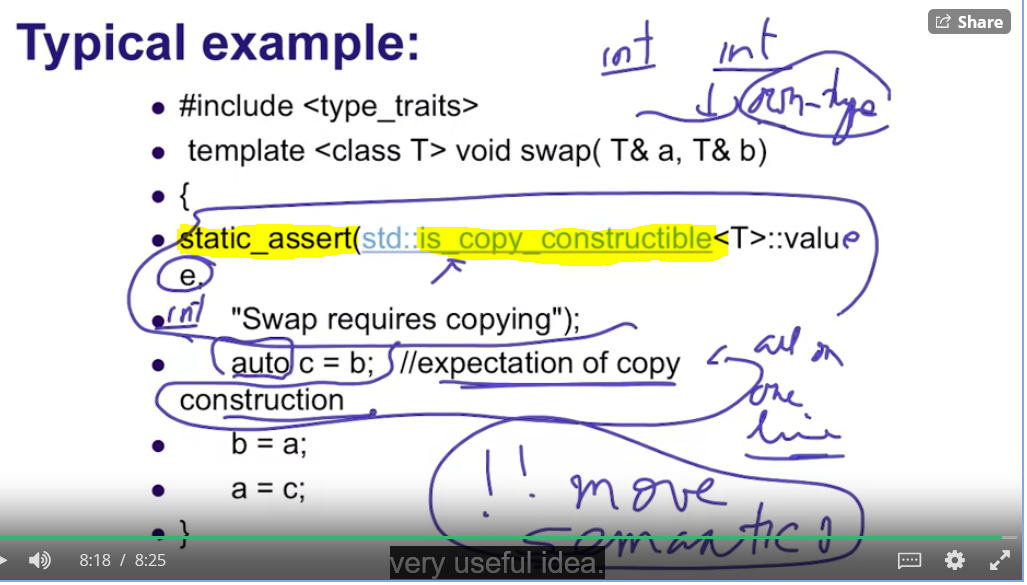 Share
Typical example:
int int
non-type
• #include <type_traits>
• template <class T> void swap( T& a, T& b)
• {
• static_assert(std::is_copy_constructible<T>::value
e,
int "Swap requires copying");
• auto c = b; //expectation of copy
construction
all on
one
line
• b = a;
• a = c;
• }
!! move
semantics
very useful idea.
8:18 / 8:25